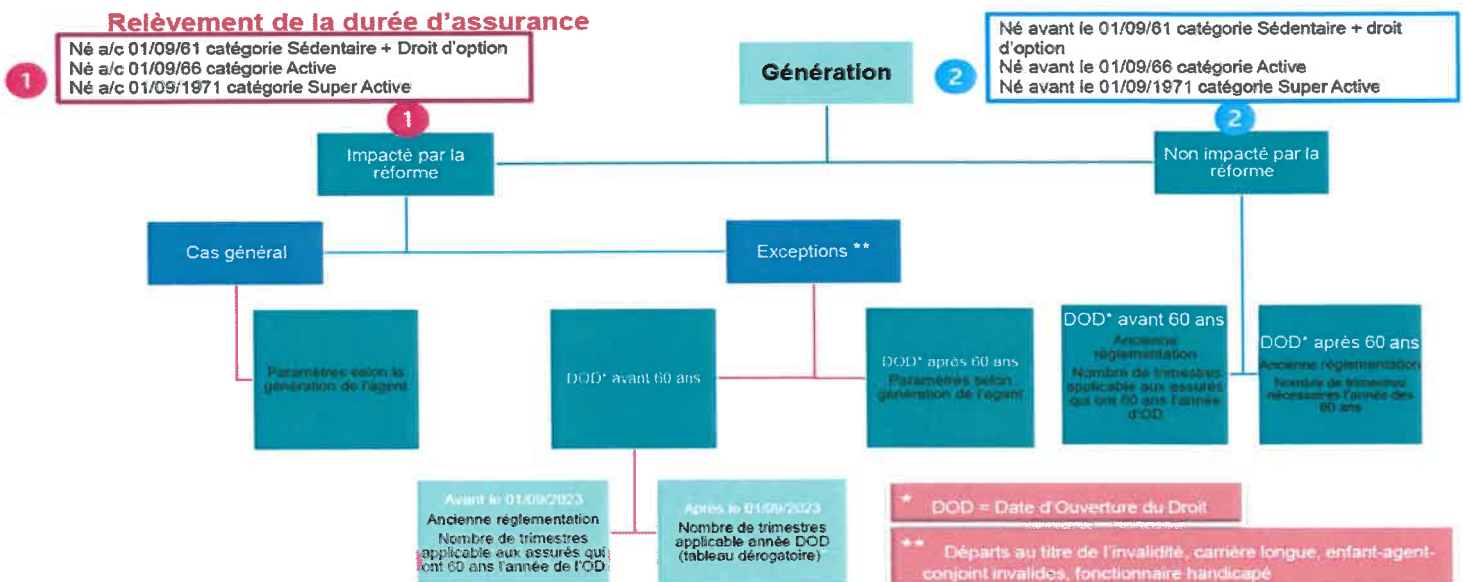 Relèvement de la durée d'assurance
1
Né a/c 01/09/61 catégorie Sédentaire + Droit d'option
Né a/c 01/09/66 catégorie Active
Né a/c 01/09/1971 catégorie Super Active
Génération
2
Né avant le 01/09/61 catégorie Sédentaire + droit
d'option
Né avant le 01/09/66 catégorie Active
Né avant le 01/09/1971 catégorie Super Active
1
Impacté par la
réforme
2
Non impacté par la
réforme
Cas général
Exceptions **
Paramètres selon la
génération de l'agent
DOD* avant 60 ans
DOD* après 60 ans
Paramètres selon
génération de l'agent
DOD* avant 60 ans
Ancienne
réglementation
Nombre de trimestres
applicable aux assurés
qui ont 60 ans l'année
d'OD
DOD* après 60 ans
Ancienne réglementation
Nombre de trimestres
nécessaires l'année des
60 ans
Avant le 01/09/2023
Ancienne réglementation
Nombre de trimestres
applicable aux assurés qui
ont 60 ans l'année de l'OD
Après le 01/09/2023
Nombre de trimestres
applicable année DOD
(tableau dérogatoire)
* DOD = Date d'Ouverture du Droit
** Départs au titre de l'invalidité, carrière longue, enfant-agent-
conjoint invalides, fonctionnaire handicapé